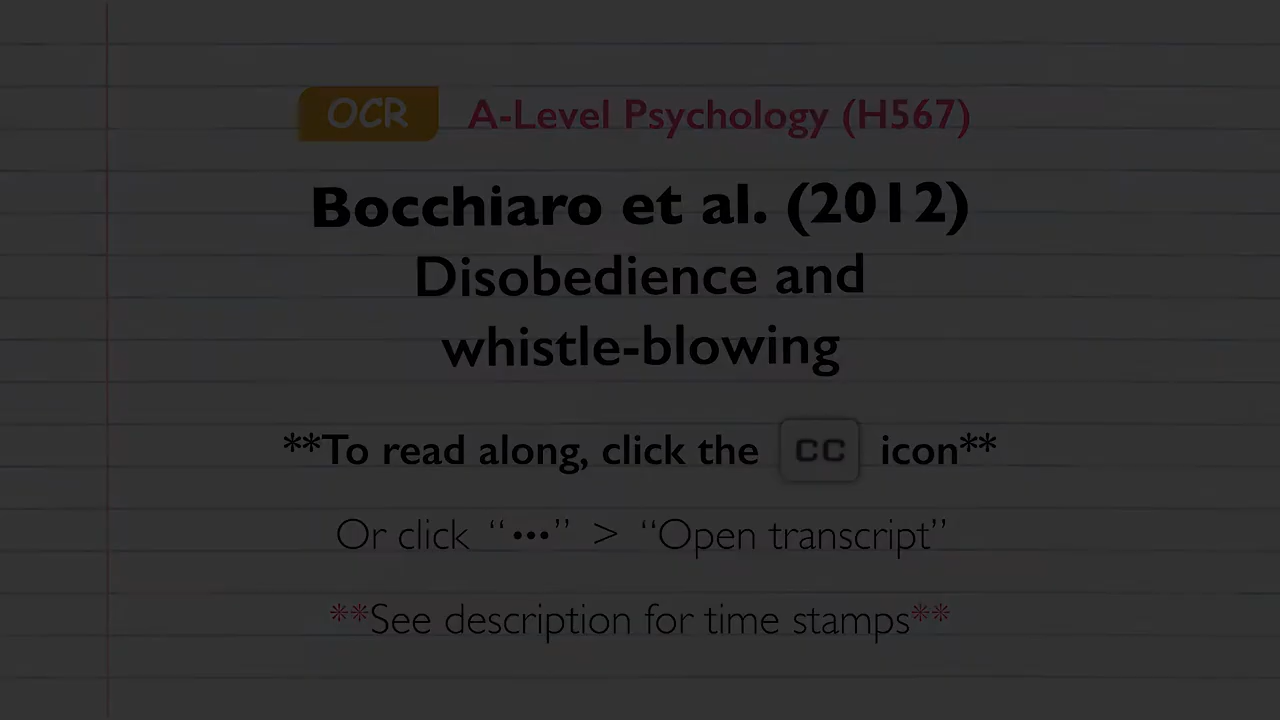 OCR A-Level Psychology (H567)
Bocchiaro et al. (2012)
Disobedience and
whistle-blowing
**To read along, click the CC icon**
Or click “•••” > “Open transcript”
**See description for time stamps**